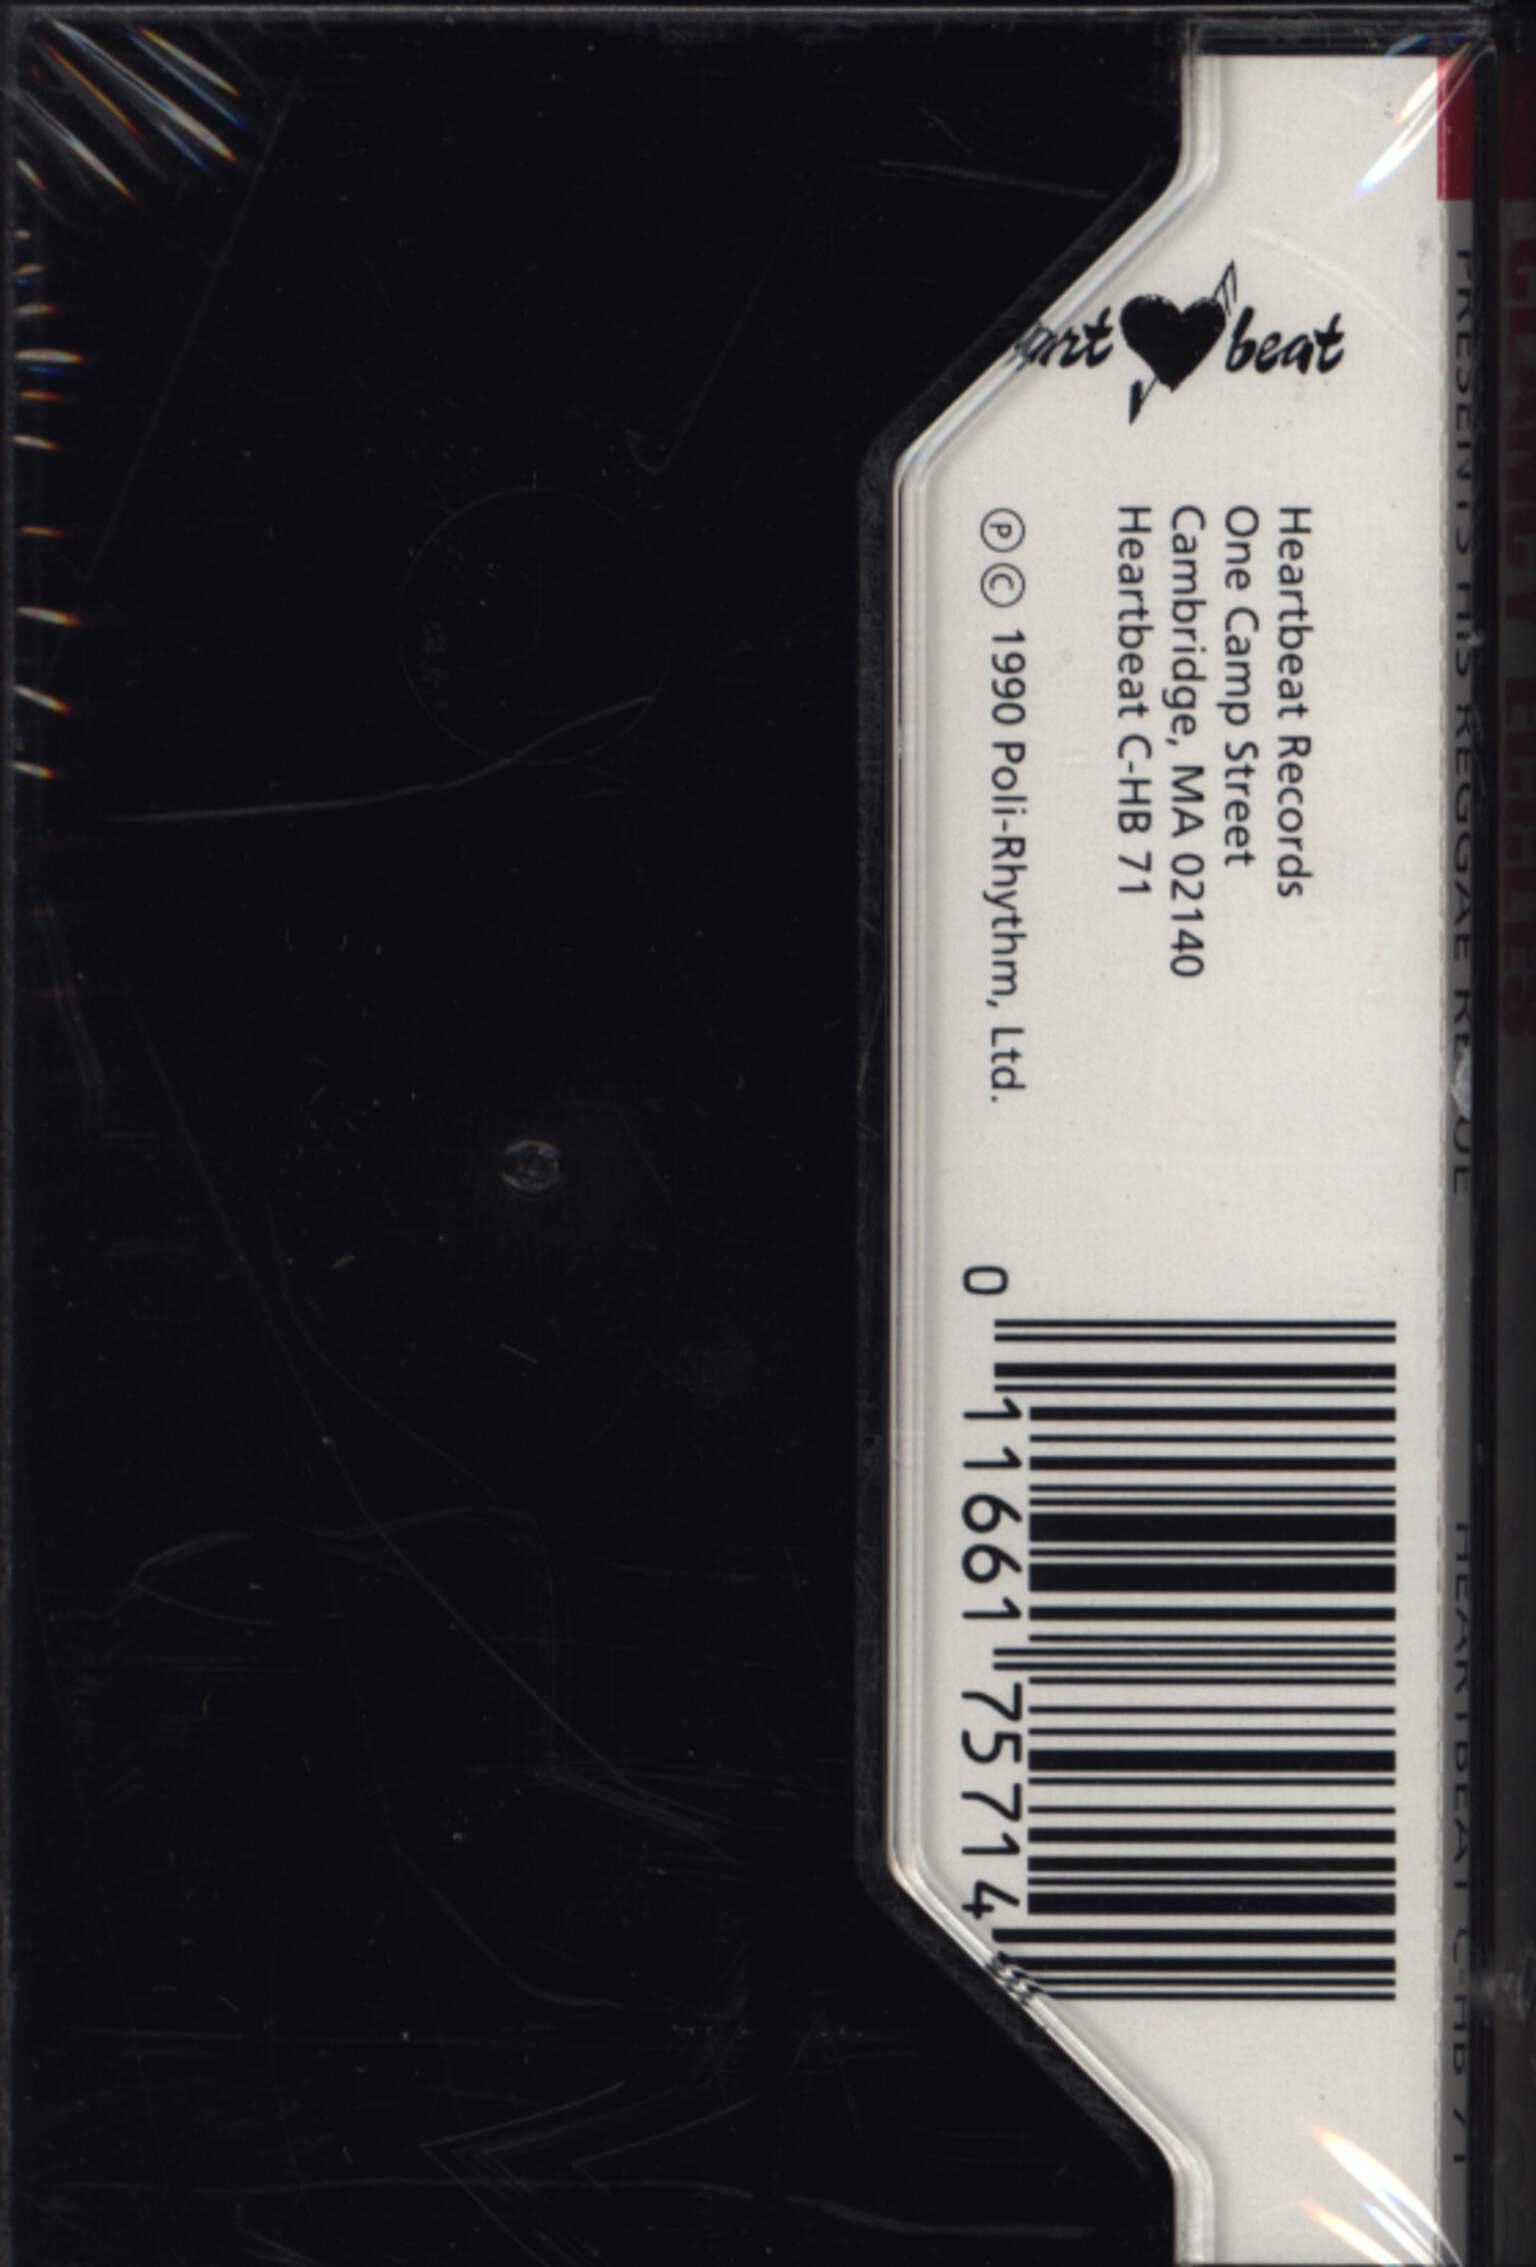 beat
Heartbeat Records
One Camp Street
Cambridge, MA 02140
Heartbeat C-HB 71
Ⓟ Ⓒ 1990 Poli-Rhythm, Ltd.
0 11661 75714
PRESENTS HIS REGGAE REVUE
HEARTBEAT C-HB 71